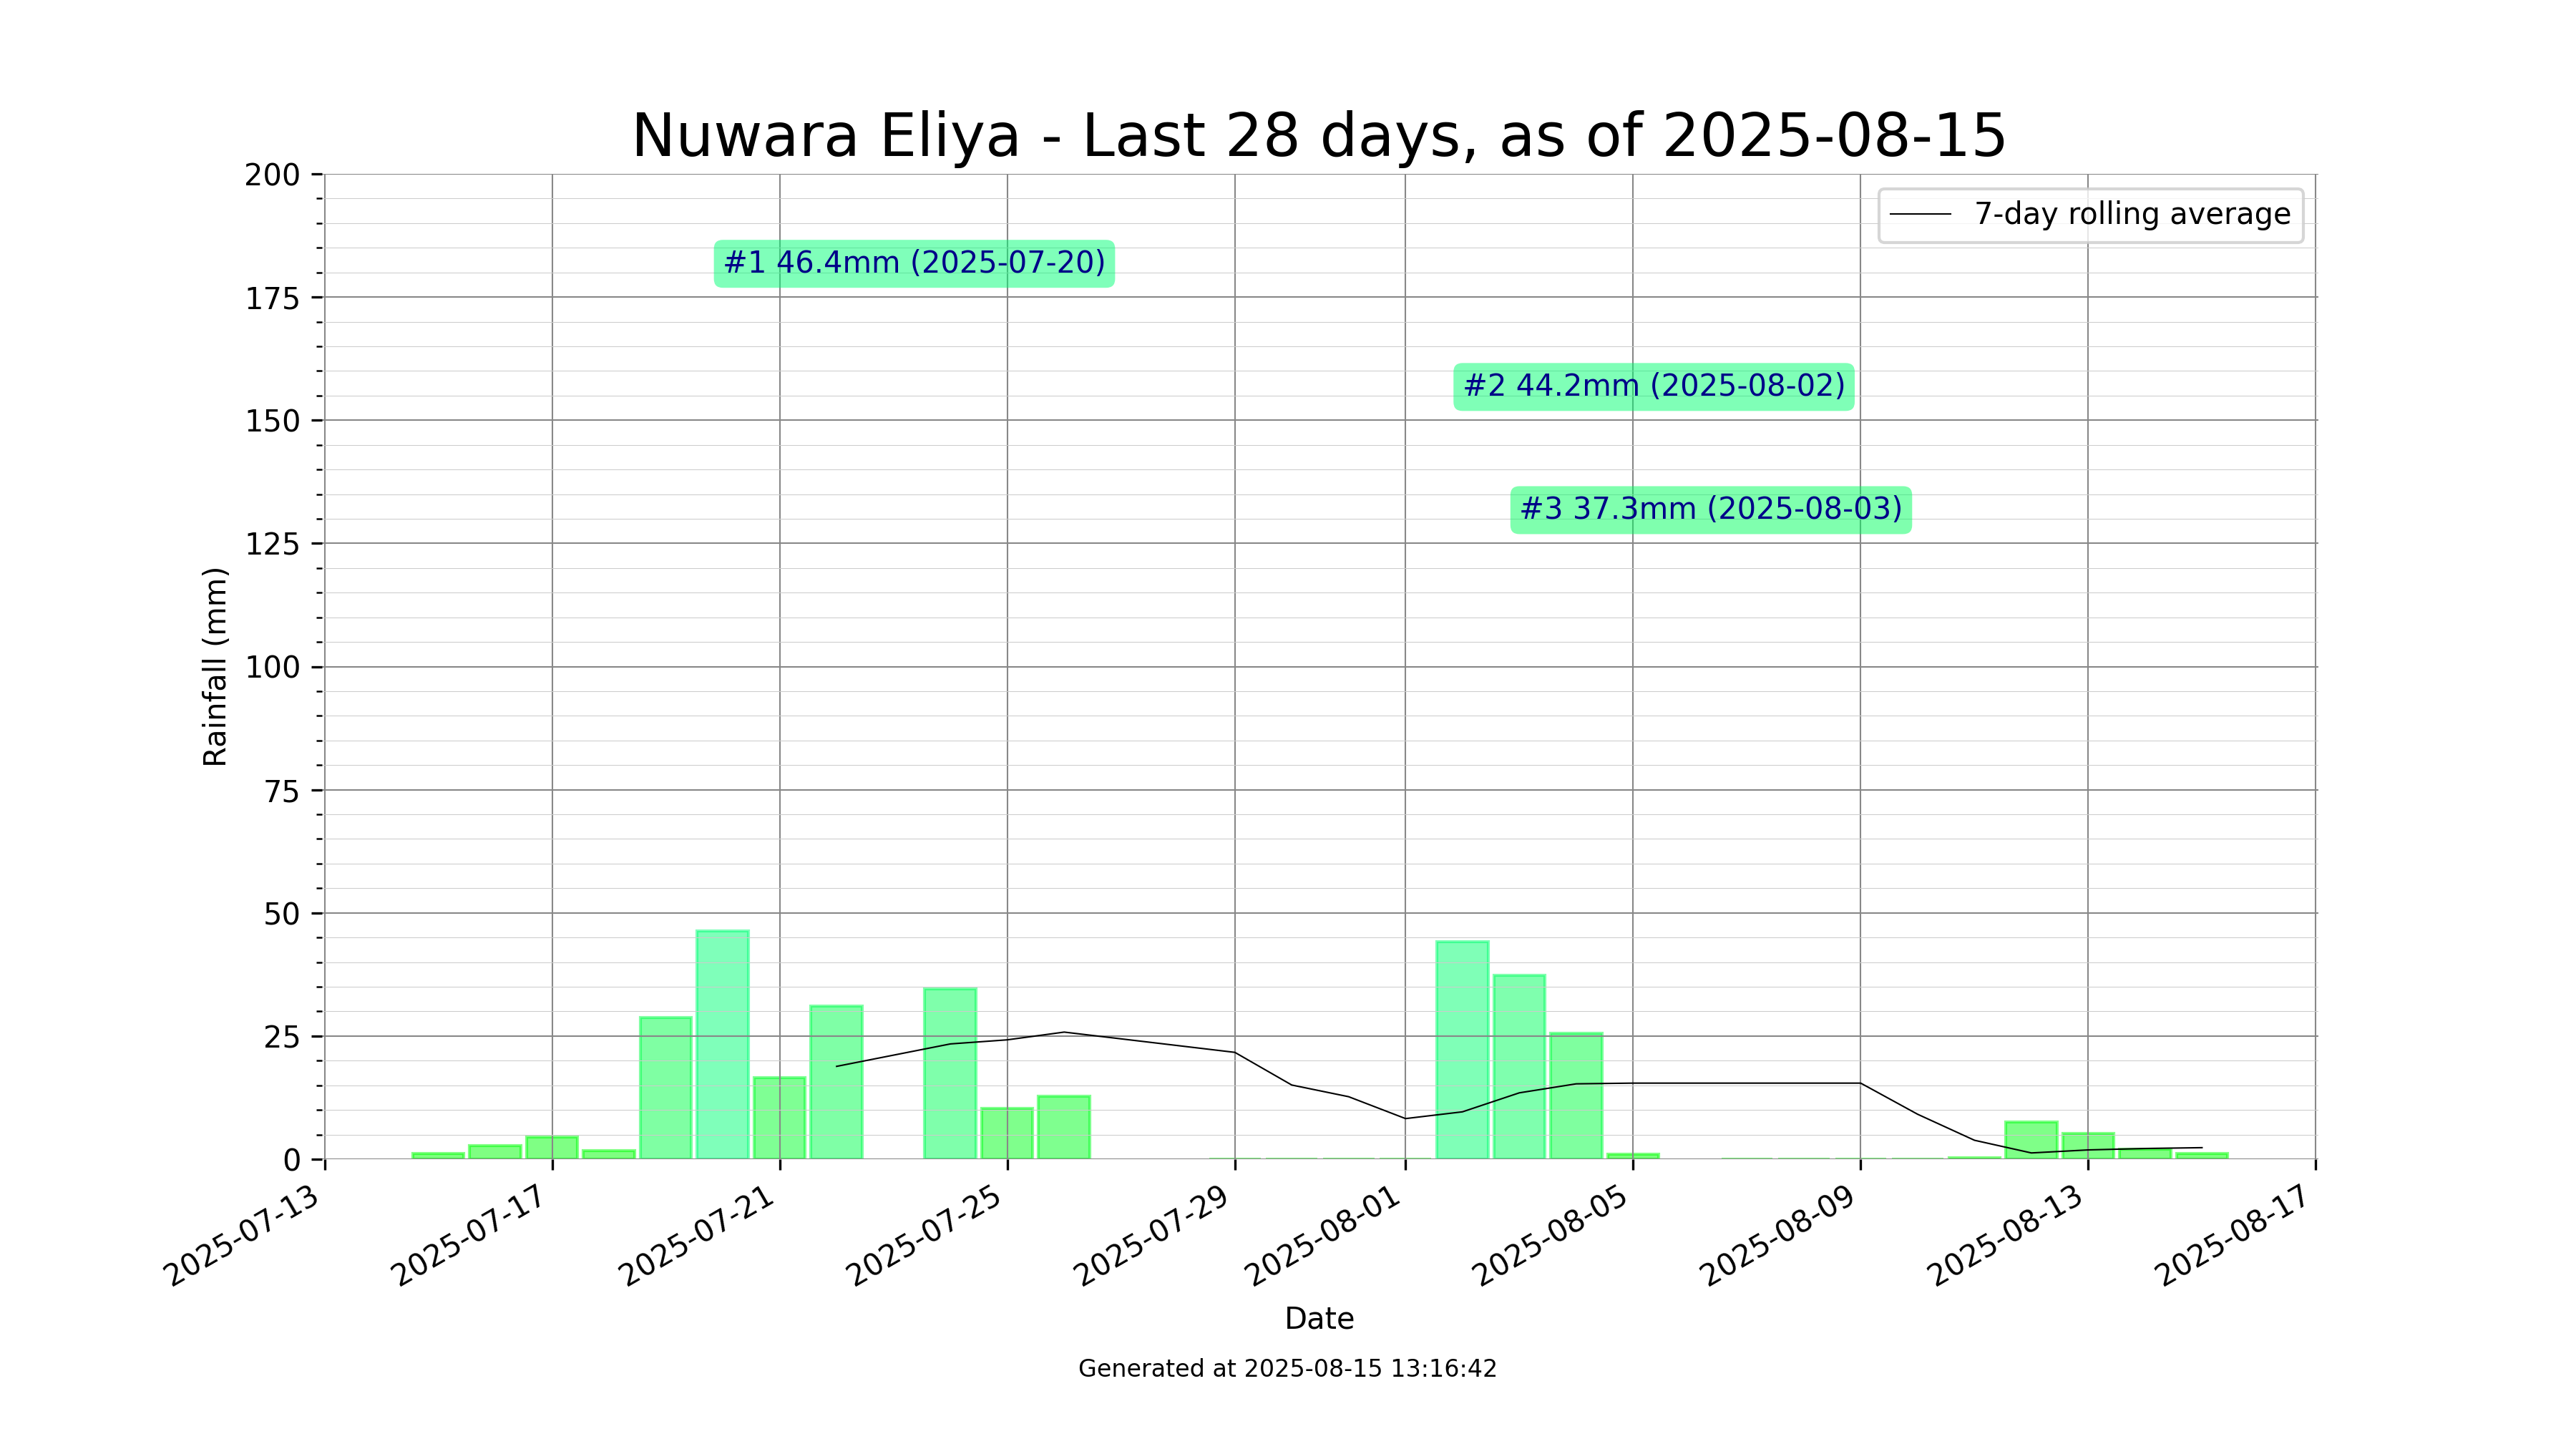 Nuwara Eliya - Last 28 days, as of 2025-08-15
7-day rolling average
#1 46.4mm (2025-07-20)
#2 44.2mm (2025-08-02)
#3 37.3mm (2025-08-03)
Rainfall (mm)
200
175
150
125
100
75
50
25
0
2025-07-13
2025-07-17
2025-07-21
2025-07-25
2025-07-29
2025-08-01
2025-08-05
2025-08-09
2025-08-13
2025-08-17
Date
Generated at 2025-08-15 13:16:42